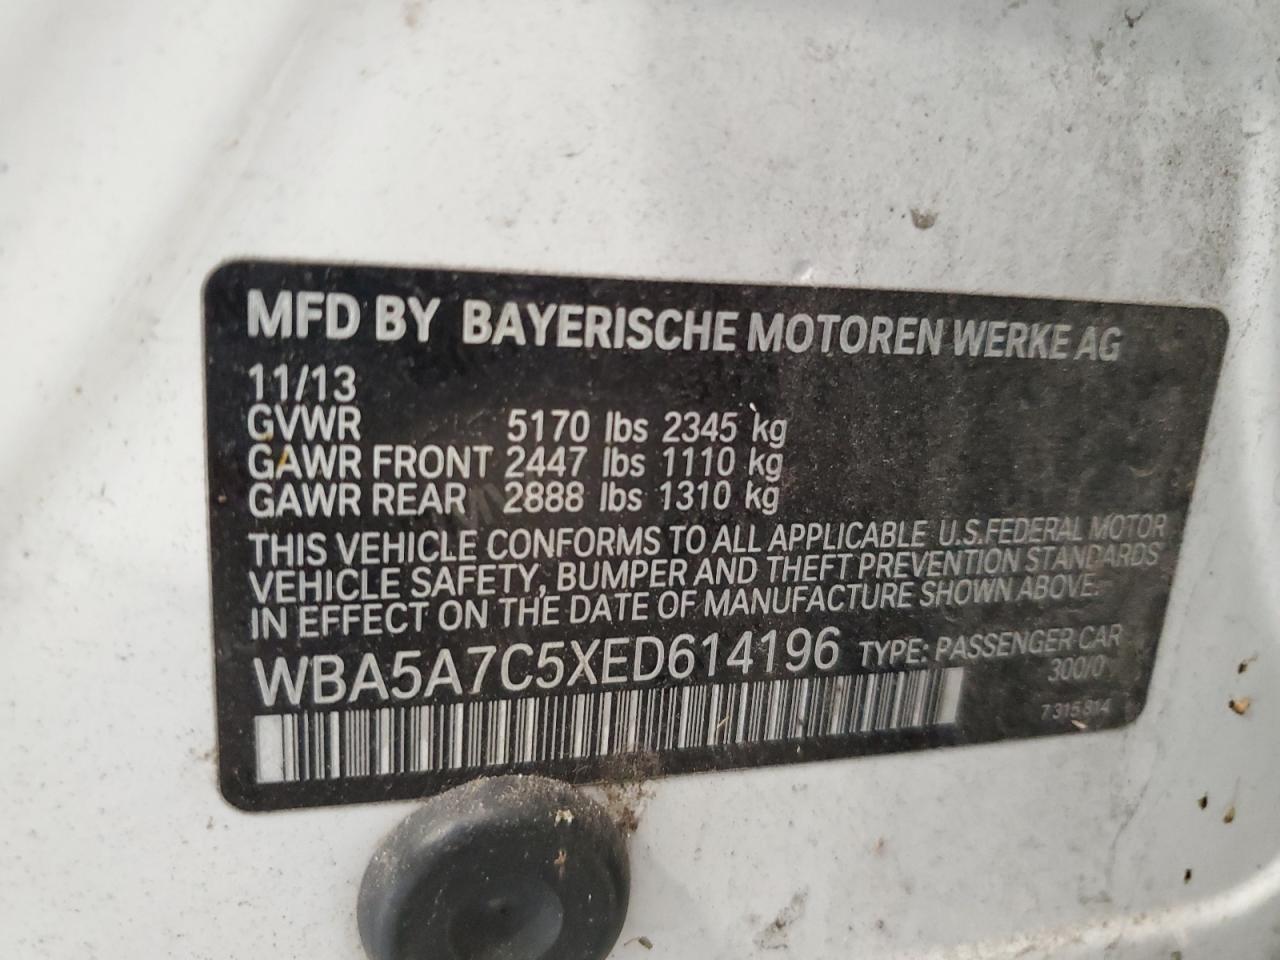 MFD BY BAYERISCHE MOTOREN WERKE AG
11/13
GVWR 5170 lbs 2345 kg
GAWR FRONT 2447 lbs 1110 kg
GAWR REAR 2888 lbs 1310 kg
THIS VEHICLE CONFORMS TO ALL APPLICABLE U.S.FEDERAL MOTOR
VEHICLE SAFETY, BUMPER AND THEFT PREVENTION STANDARDS
IN EFFECT ON THE DATE OF MANUFACTURE SHOWN ABOVE.
WBA5A7C5XED614196 TYPE: PASSENGER CAR
300/0
7315814